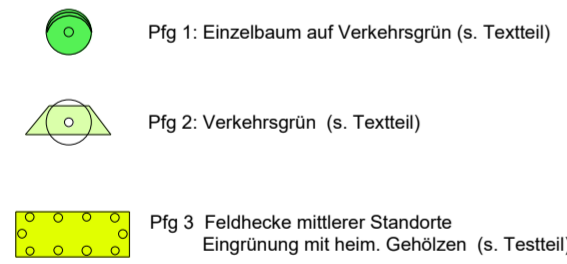 Pfg 1: Einzelbaum auf Verkehrsgrün (s. Textteil)
Pfg 2: Verkehrsgrün (s. Textteil)
Pfg 3 Feldhecke mittlerer Standorte
Eingrünung mit heim. Gehölzen (s. Testteil)